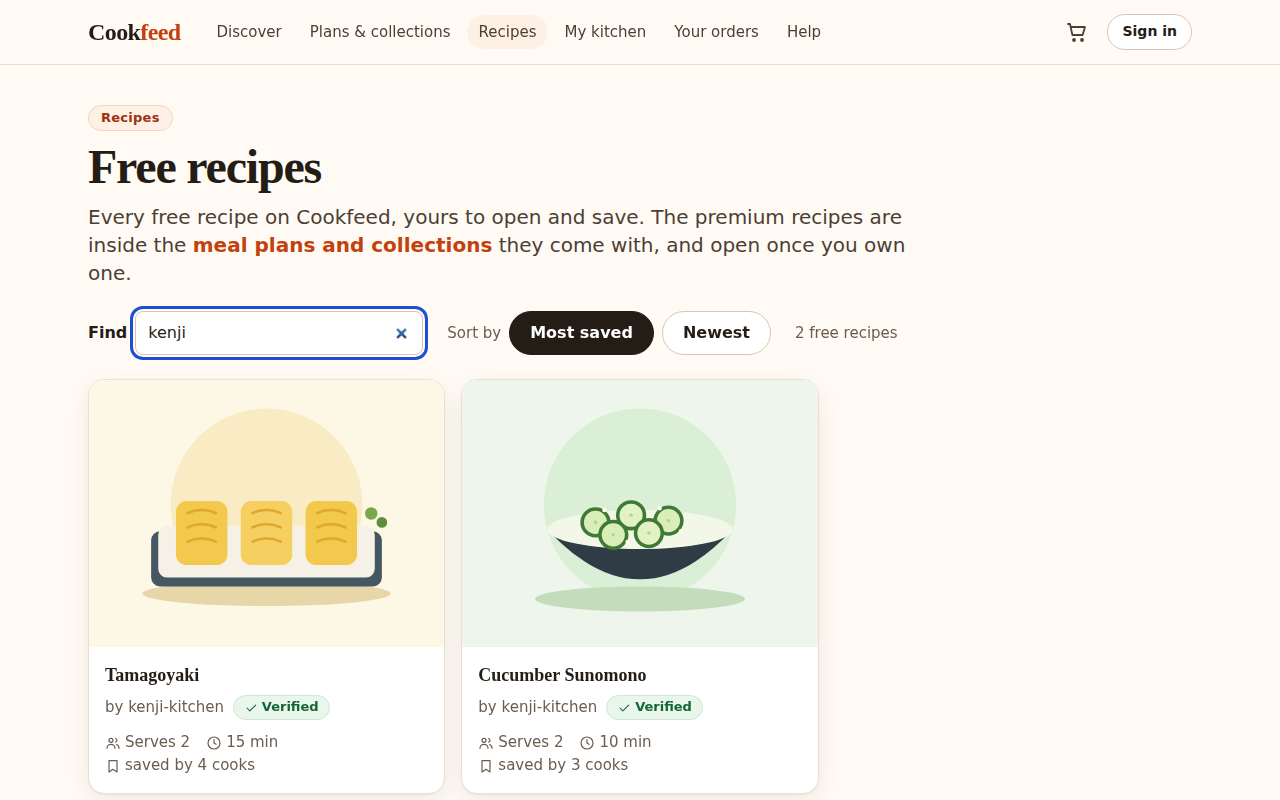 Cookfeed Discover Plans & collections Recipes My kitchen Your orders Help Sign in
Recipes
Free recipes
Every free recipe on Cookfeed, yours to open and save. The premium recipes are
inside the meal plans and collections they come with, and open once you own
one.
Find kenji Sort by Most saved Newest 2 free recipes
Tamagoyaki
by kenji-kitchen Verified
Serves 2 15 min
saved by 4 cooks
Cucumber Sunomono
by kenji-kitchen Verified
Serves 2 10 min
saved by 3 cooks